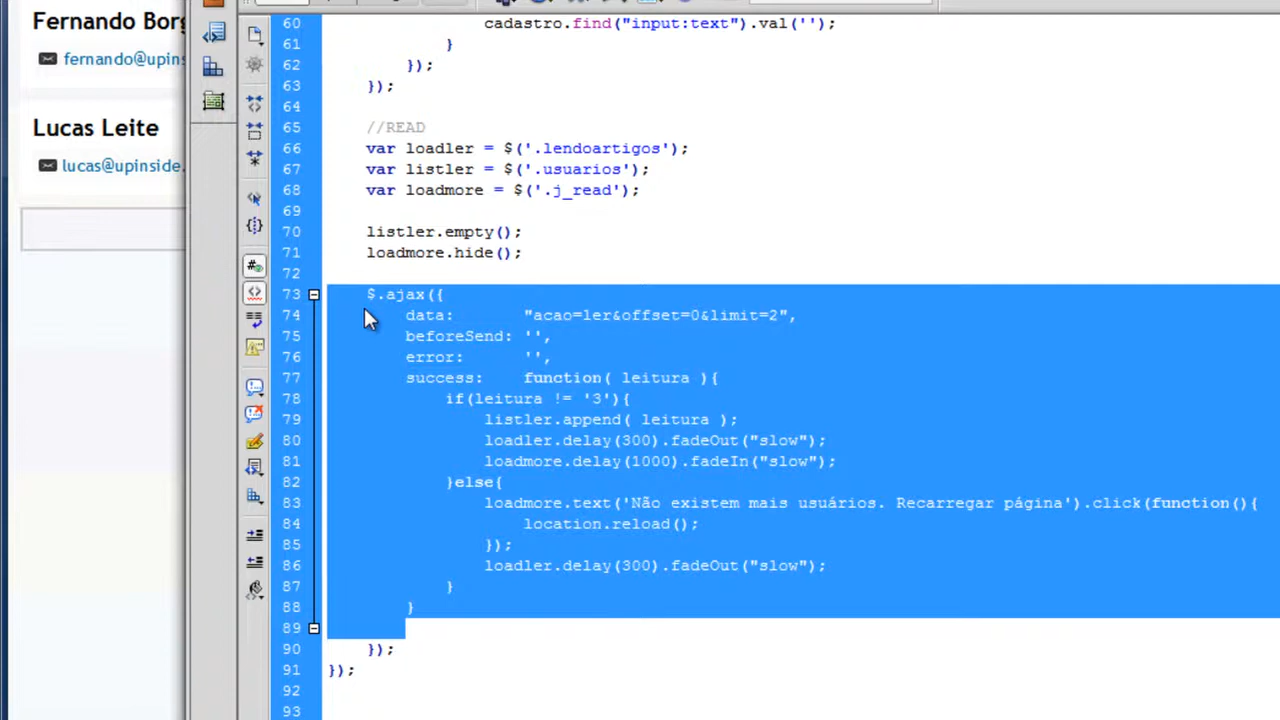 Fernando Borg
fernando@upins
Lucas Leite
lucas@upinside.
60 cadastro.find("input:text").val('');
61 }
62 });
63 });
64
65 //READ
66 var loadler = $('.lendoartigos');
67 var listler = $('.usuarios');
68 var loadmore = $('.j_read');
69
70 listler.empty();
71 loadmore.hide();
72
73 $.ajax({
74 data: "acao=ler&offset=0&limit=2",
75 beforeSend: '',
76 error: '',
77 success: function( leitura ){
78 if(leitura != '3'){
79 listler.append( leitura );
80 loadler.delay(300).fadeOut("slow");
81 loadmore.delay(1000).fadeIn("slow");
82 }else{
83 loadmore.text('Não existem mais usuários. Recarregar página').click(function(){
84 location.reload();
85 });
86 loadler.delay(300).fadeOut("slow");
87 }
88 }
89
90 });
91 });
92
93